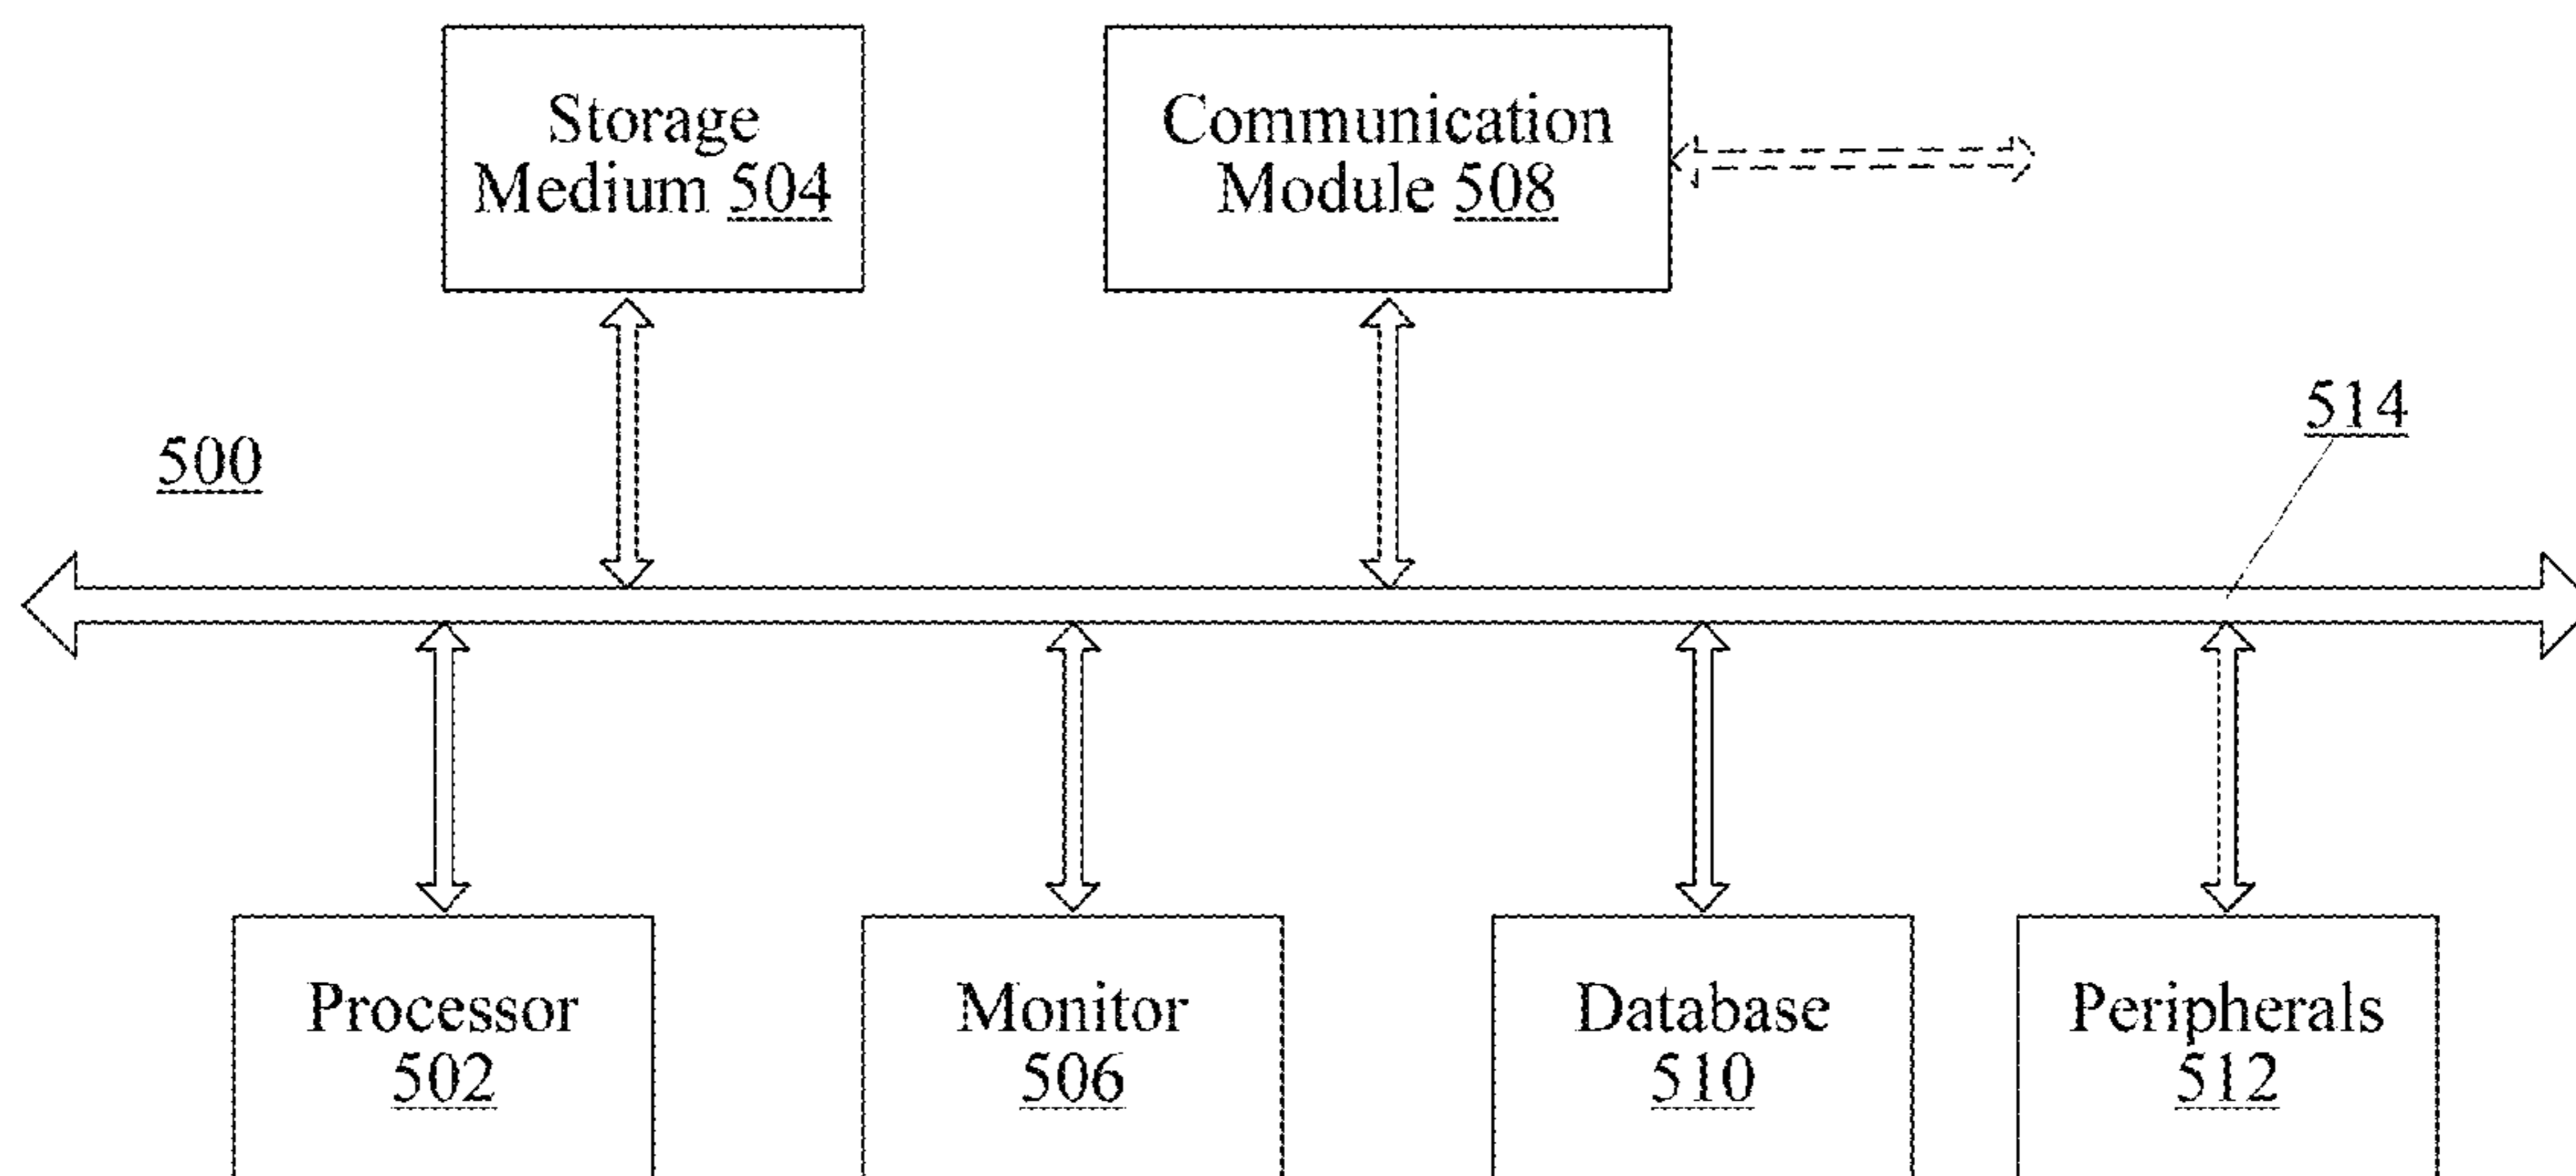 Storage
Medium 504
Communication
Module 508
514
500
Processor
502
Monitor
506
Database
510
Peripherals
512